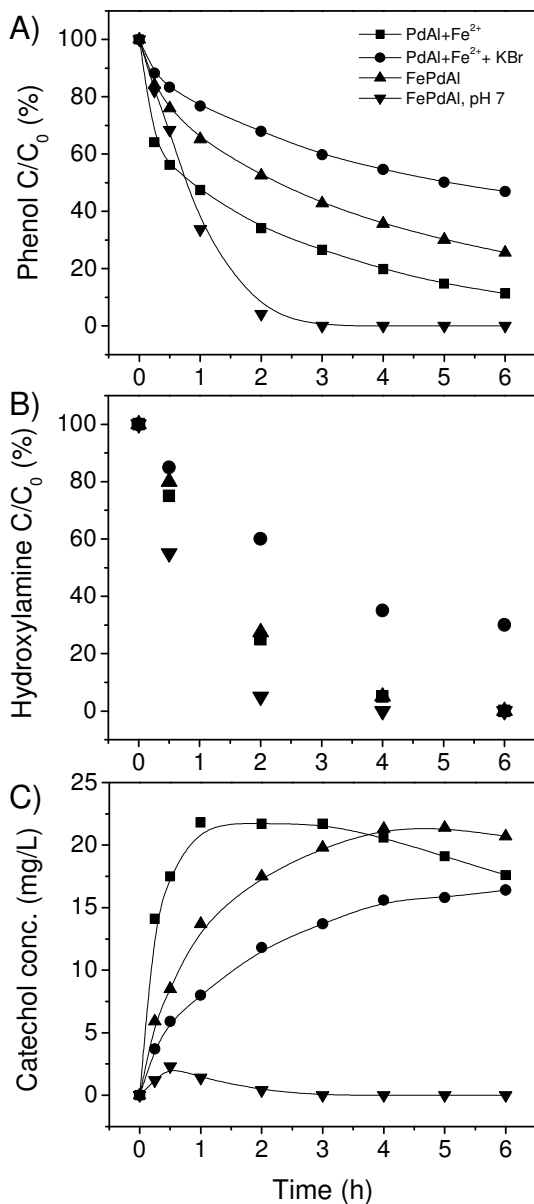 A)
PdAl+Fe²⁺
PdAl+Fe²⁺+ KBr
FePdAl
FePdAl, pH 7
Phenol C/C₀ (%)
100
80
60
40
20
0
0 1 2 3 4 5 6
B)
Hydroxylamine C/C₀ (%)
100
80
60
40
20
0
0 1 2 3 4 5 6
C)
Catechol conc. (mg/L)
25
20
15
10
5
0
0 1 2 3 4 5 6
Time (h)